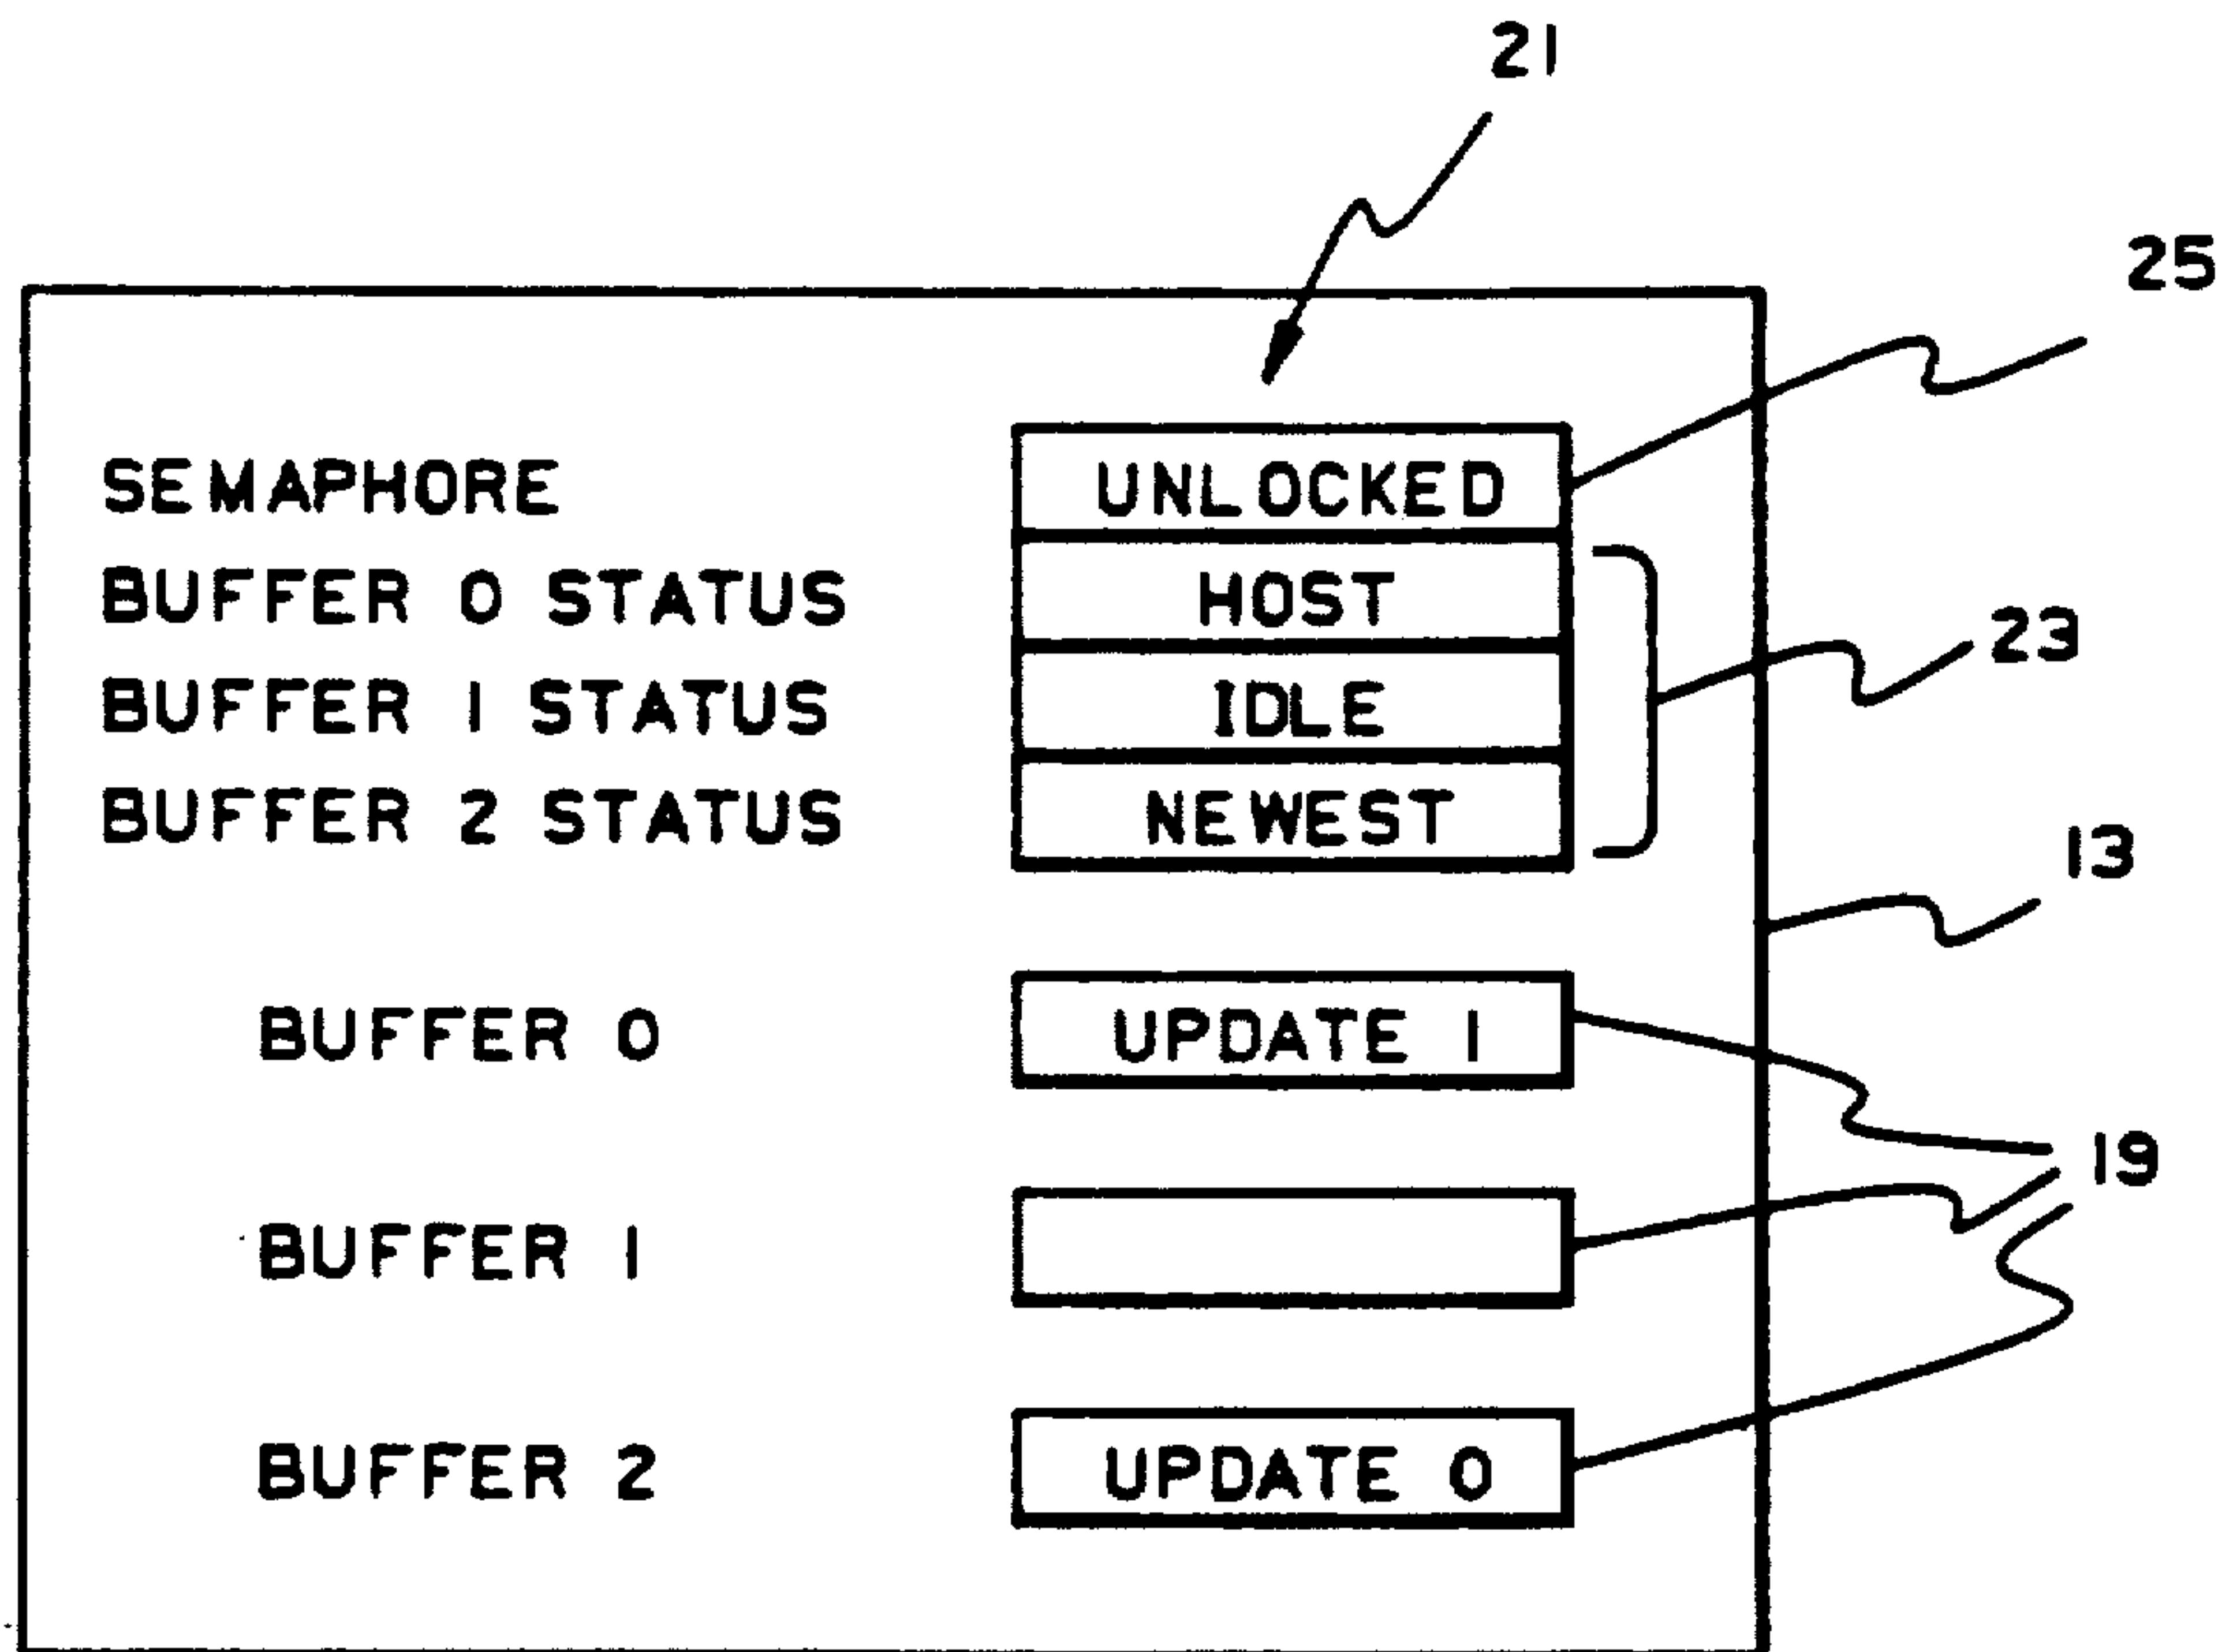 21
25
SEMAPHORE UNLOCKED
BUFFER 0 STATUS HOST
23
BUFFER 1 STATUS IDLE
BUFFER 2 STATUS NEWEST
13
BUFFER 0 UPDATE 1
19
BUFFER 1
BUFFER 2 UPDATE 0